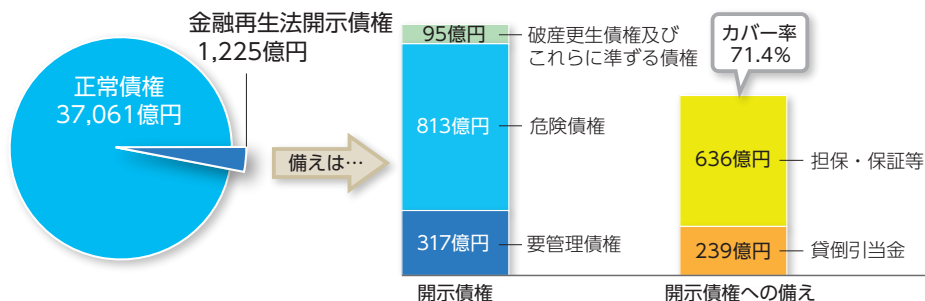 金融再生法開示債権
1,225億円
正常債権
37,061億円
備えは…
95億円
破産更生債権及び
これらに準ずる債権
813億円
危険債権
317億円
要管理債権
開示債権
カバー率
71.4%
636億円
担保・保証等
239億円
貸倒引当金
開示債権への備え